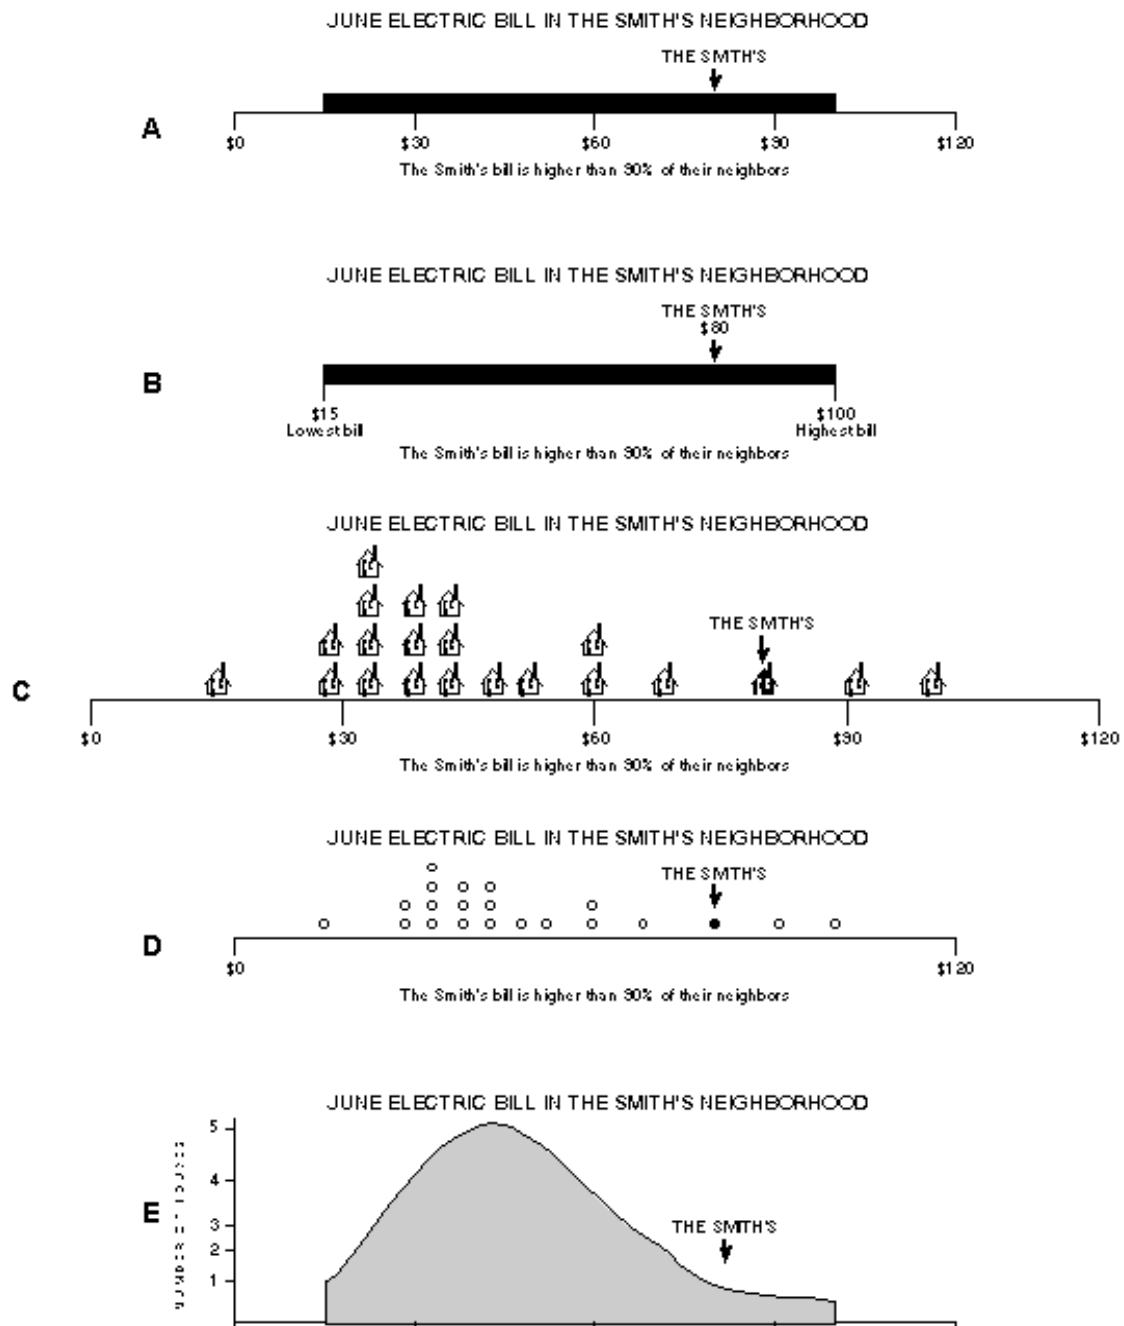 JUNE ELECTRIC BILL IN THE SMITH'S NEIGHBORHOOD
THE SMITH'S
A
$0 $30 $60 $90 $120
The Smith's bill is higher than 90% of their neighbors
JUNE ELECTRIC BILL IN THE SMITH'S NEIGHBORHOOD
THE SMITH'S
$80
B
$15 $100
Lowest bill Highest bill
The Smith's bill is higher than 90% of their neighbors
JUNE ELECTRIC BILL IN THE SMITH'S NEIGHBORHOOD
THE SMITH'S
C
$0 $30 $60 $90 $120
The Smith's bill is higher than 90% of their neighbors
JUNE ELECTRIC BILL IN THE SMITH'S NEIGHBORHOOD
THE SMITH'S
D
$0 $120
The Smith's bill is higher than 90% of their neighbors
JUNE ELECTRIC BILL IN THE SMITH'S NEIGHBORHOOD
5
4
E
3
THE SMITH'S
2
1